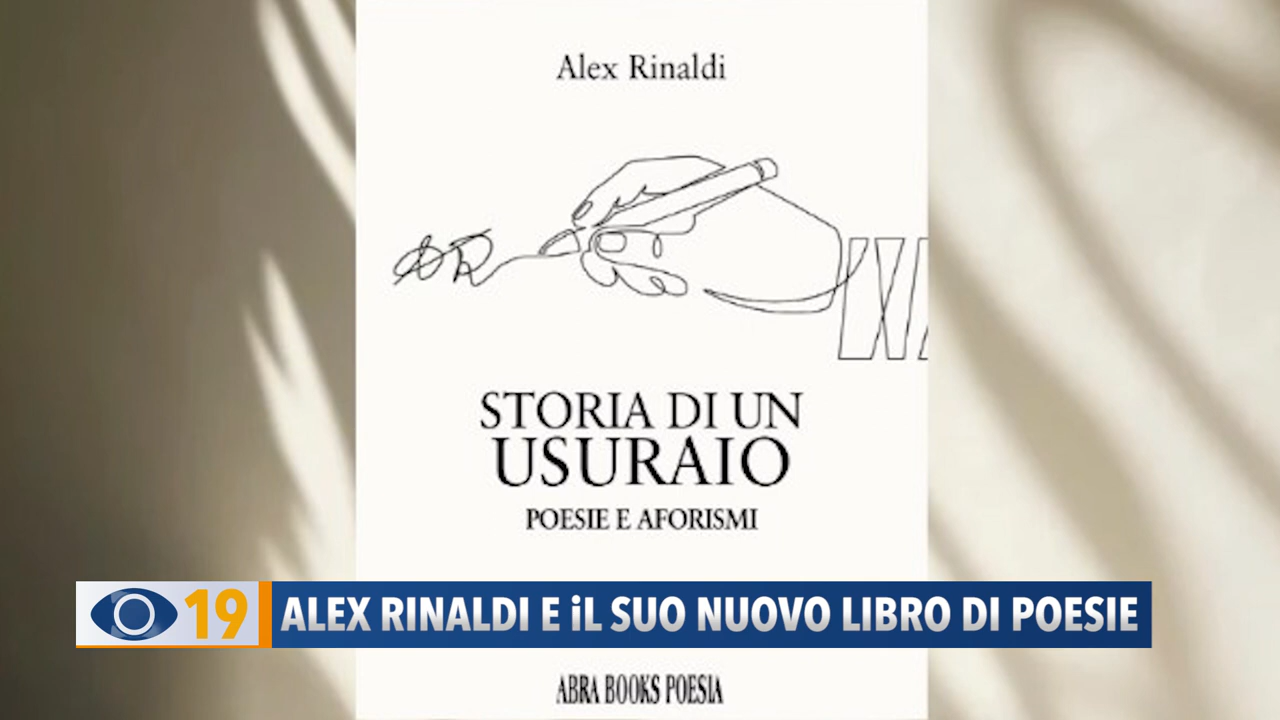 Alex Rinaldi
AR
STORIA DI UN
USURAIO
POESIE E AFORISMI
19
ALEX RINALDI E iL SUO NUOVO LIBRO DI POESIE
ABRA BOOKS POESIA